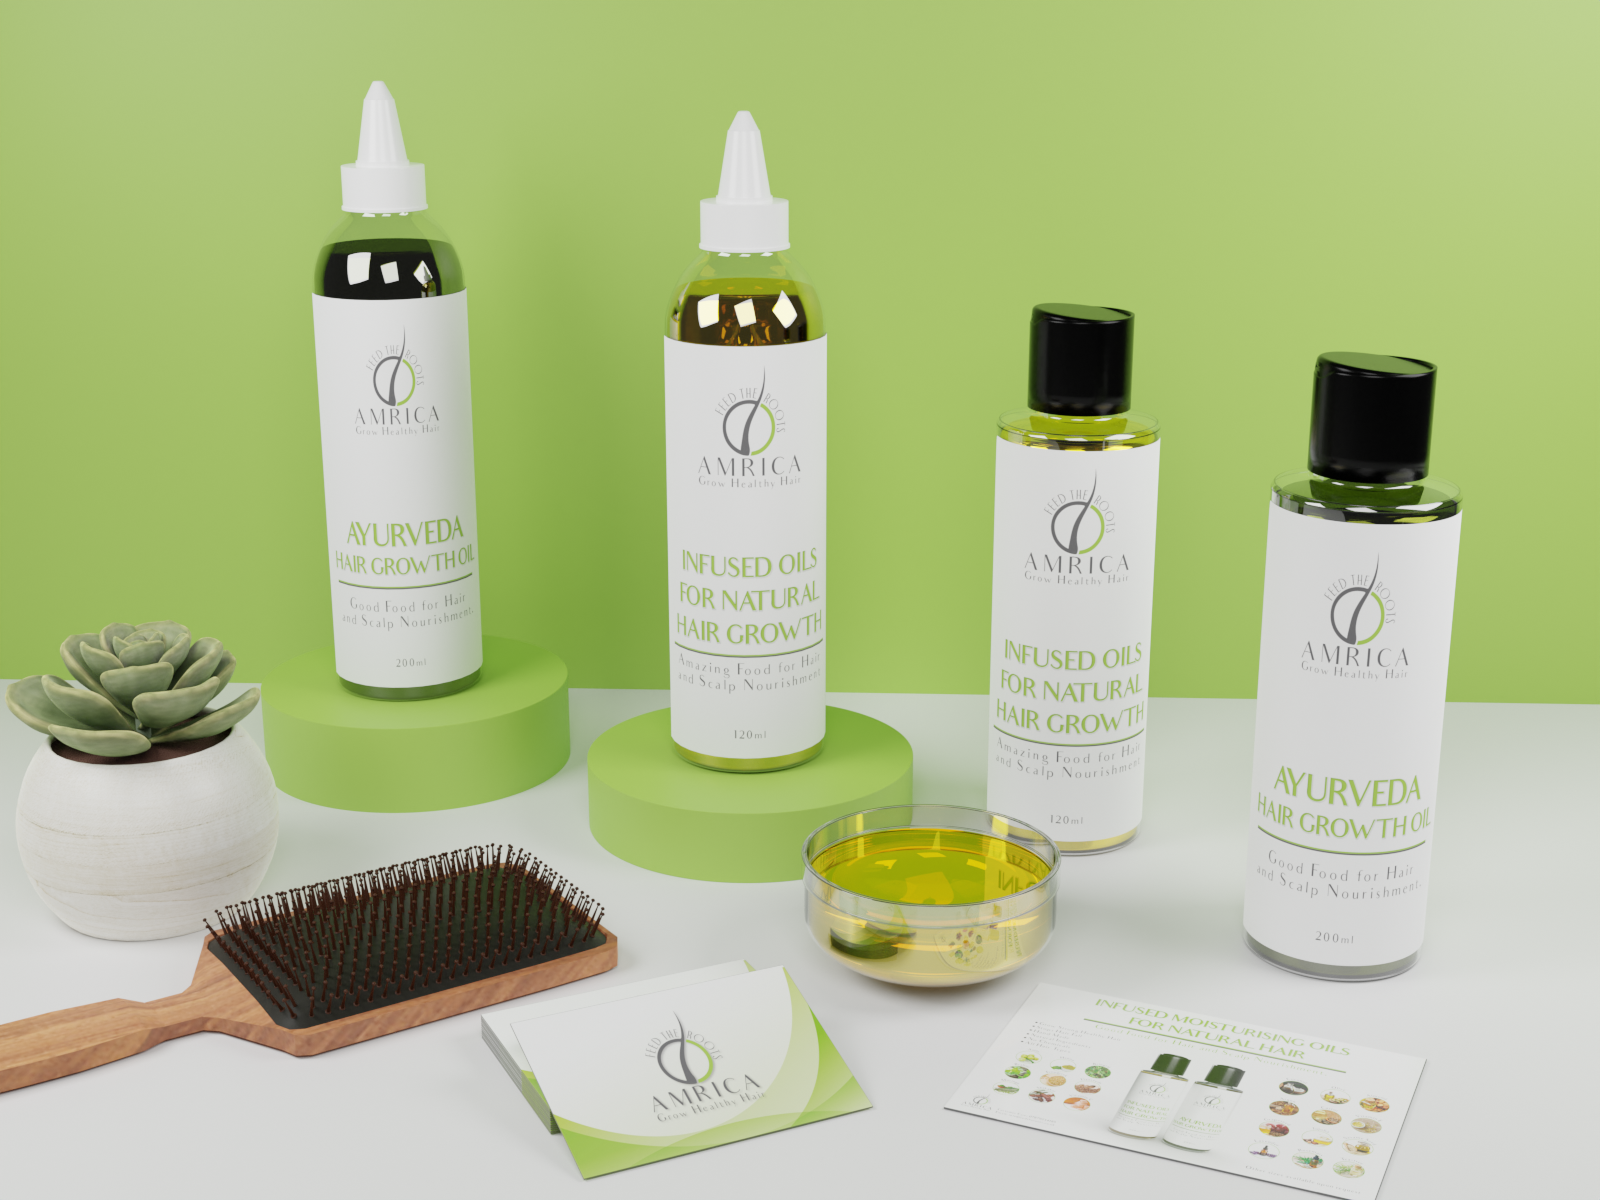 FEED THE ROOTS
AMRICA
Grow Healthy Hair
AYURVEDA
HAIR GROWTH OIL
Good Food for Hair
and Scalp Nourishment.
200ml
FEED THE ROOTS
AMRICA
Grow Healthy Hair
INFUSED OILS
FOR NATURAL
HAIR GROWTH
Amazing Food for Hair
and Scalp Nourishment.
120ml
FEED THE ROOTS
AMRICA
Grow Healthy Hair
INFUSED OILS
FOR NATURAL
HAIR GROWTH
Amazing Food for Hair
and Scalp Nourishment.
120ml
FEED THE ROOTS
AMRICA
Grow Healthy Hair
AYURVEDA
HAIR GROWTH OIL
Good Food for Hair
and Scalp Nourishment.
200ml
FEED THE ROOTS
AMRICA
Grow Healthy Hair
INFUSED MOISTURISING OILS
FOR NATURAL HAIR
AYURVEDA